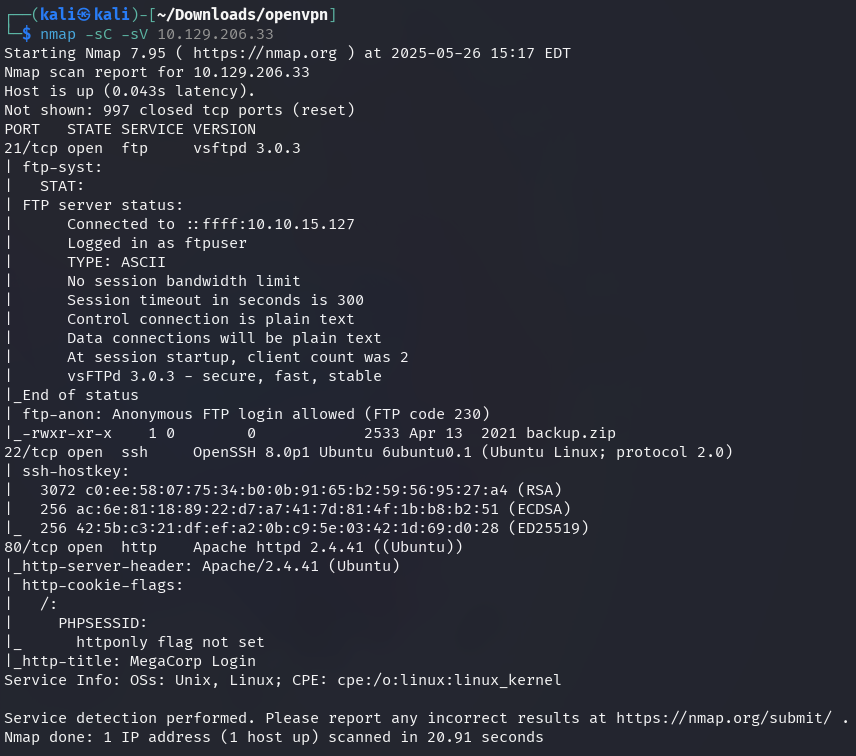 ┌──(kali㉿kali)-[~/Downloads/openvpn]
└─$ nmap -sC -sV 10.129.206.33
Starting Nmap 7.95 ( https://nmap.org ) at 2025-05-26 15:17 EDT
Nmap scan report for 10.129.206.33
Host is up (0.043s latency).
Not shown: 997 closed tcp ports (reset)
PORT   STATE SERVICE VERSION
21/tcp open  ftp     vsftpd 3.0.3
| ftp-syst:
|   STAT:
| FTP server status:
|      Connected to ::ffff:10.10.15.127
|      Logged in as ftpuser
|      TYPE: ASCII
|      No session bandwidth limit
|      Session timeout in seconds is 300
|      Control connection is plain text
|      Data connections will be plain text
|      At session startup, client count was 2
|      vsFTPd 3.0.3 - secure, fast, stable
|_End of status
| ftp-anon: Anonymous FTP login allowed (FTP code 230)
|_-rwxr-xr-x    1 0        0            2533 Apr 13  2021 backup.zip
22/tcp open  ssh     OpenSSH 8.0p1 Ubuntu 6ubuntu0.1 (Ubuntu Linux; protocol 2.0)
| ssh-hostkey:
|   3072 c0:ee:58:07:75:34:b0:0b:91:65:b2:59:56:95:27:a4 (RSA)
|   256 ac:6e:81:18:89:22:d7:a7:41:7d:81:4f:1b:b8:b2:51 (ECDSA)
|_  256 42:5b:c3:21:df:ef:a2:0b:c9:5e:03:42:1d:69:d0:28 (ED25519)
80/tcp open  http    Apache httpd 2.4.41 ((Ubuntu))
|_http-server-header: Apache/2.4.41 (Ubuntu)
| http-cookie-flags:
|   /:
|     PHPSESSID:
|_      httponly flag not set
|_http-title: MegaCorp Login
Service Info: OSs: Unix, Linux; CPE: cpe:/o:linux:linux_kernel

Service detection performed. Please report any incorrect results at https://nmap.org/submit/ .
Nmap done: 1 IP address (1 host up) scanned in 20.91 seconds